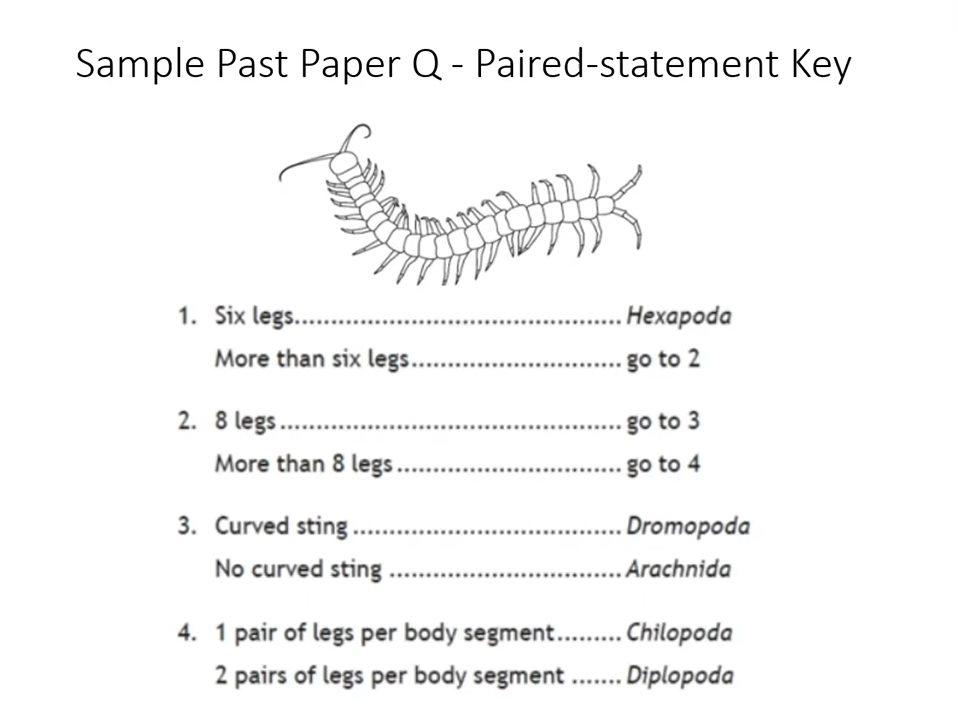 Sample Past Paper Q - Paired-statement Key
1. Six legs............................................. Hexapoda
More than six legs............................. go to 2
2. 8 legs............................................... go to 3
More than 8 legs............................... go to 4
3. Curved sting..................................... Dromopoda
No curved sting ................................ Arachnida
4. 1 pair of legs per body segment......... Chilopoda
2 pairs of legs per body segment ....... Diplopoda